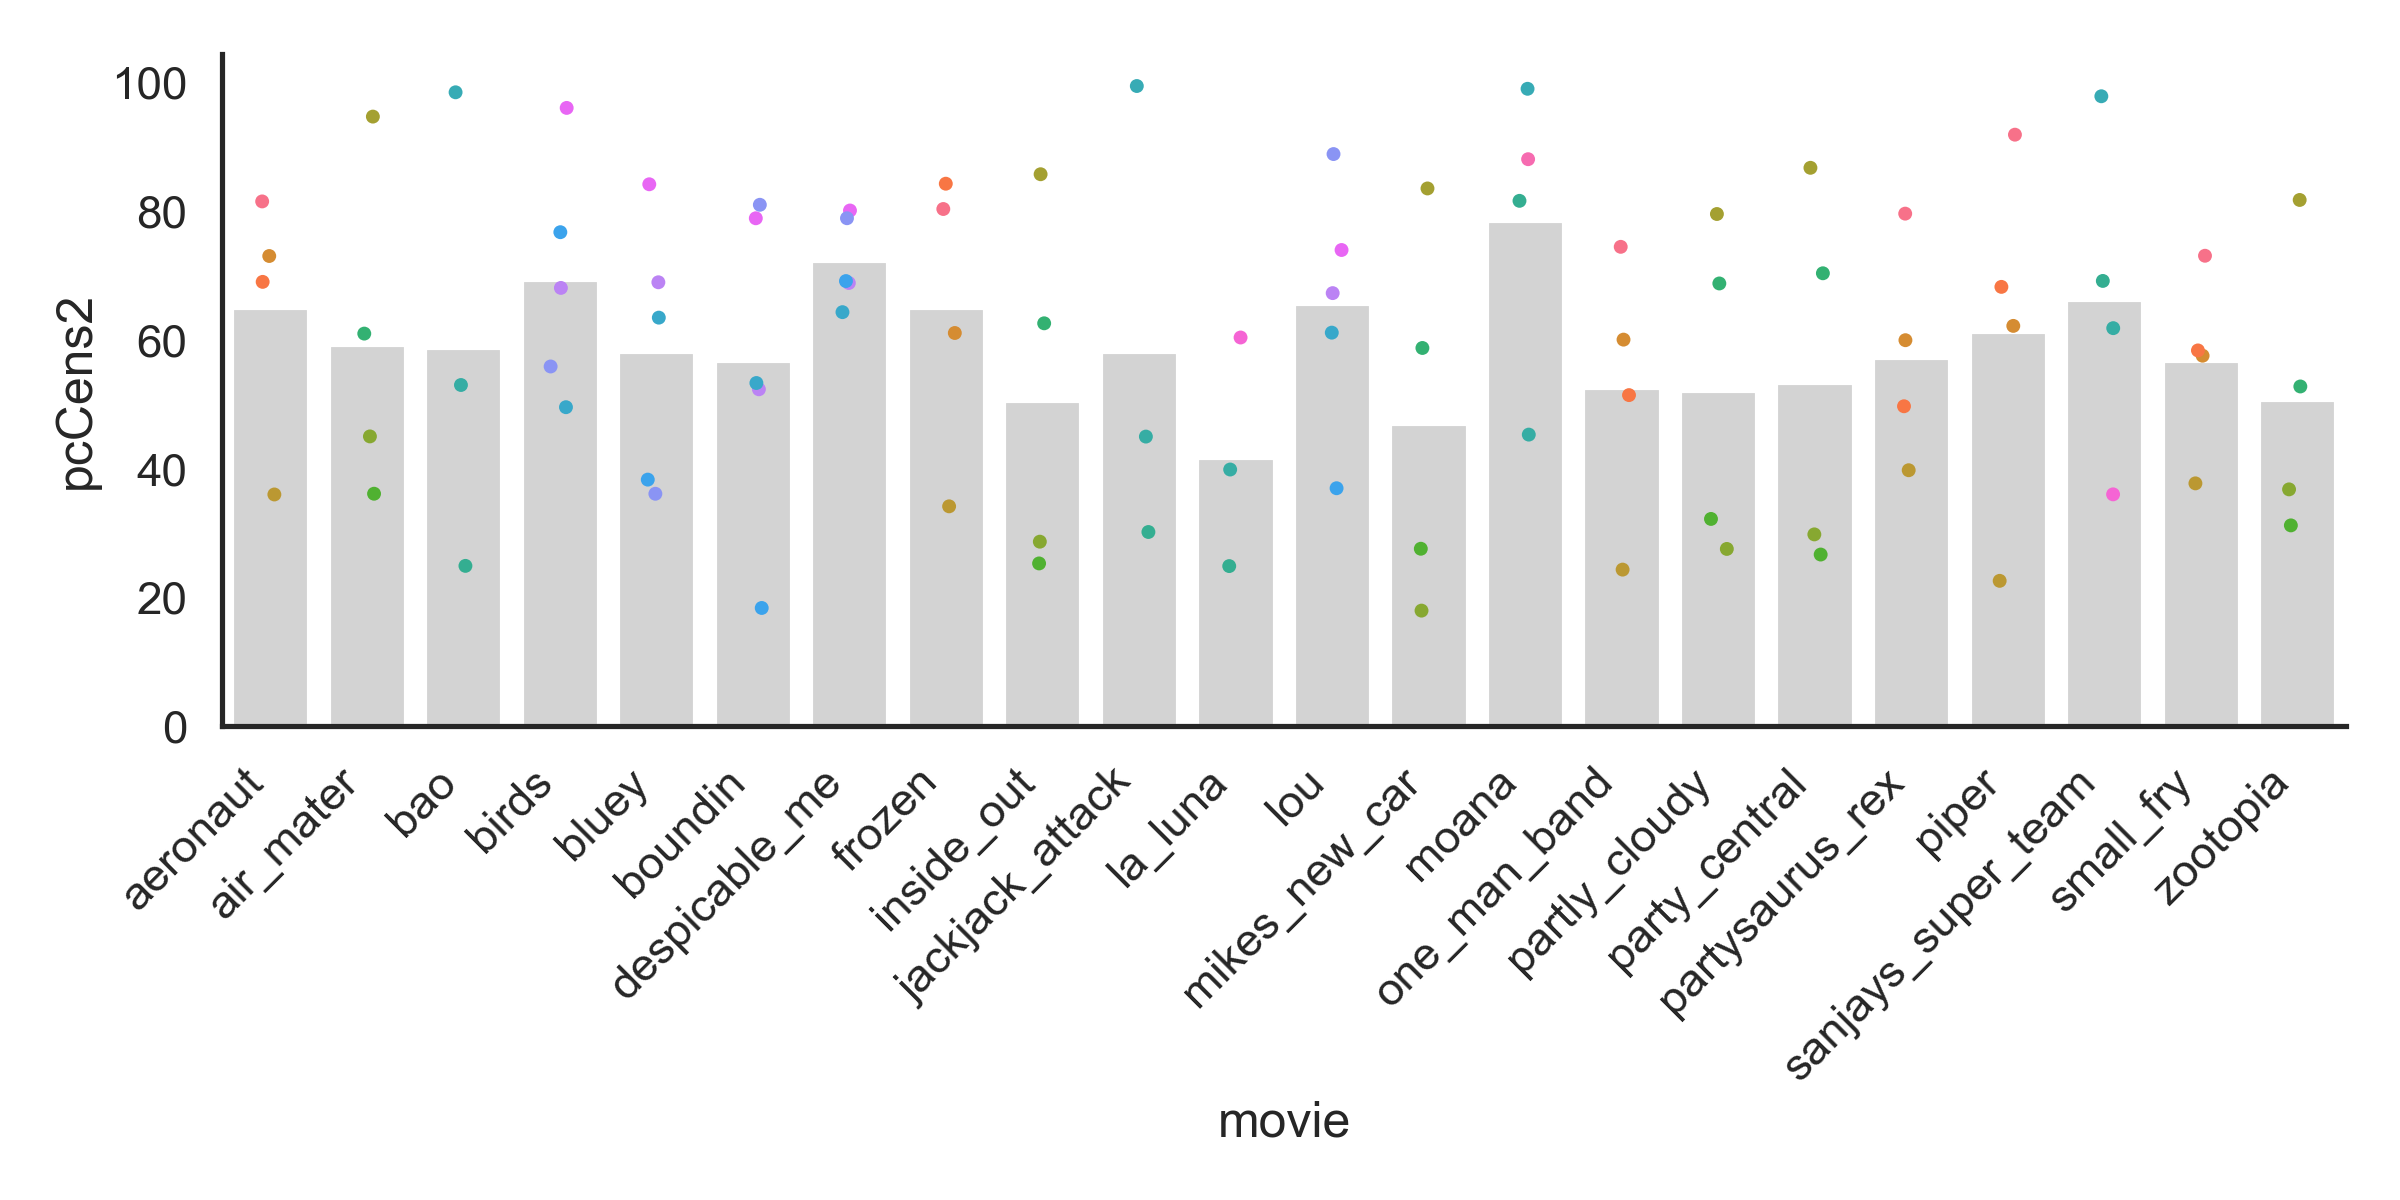 pcCens2
100
80
60
40
20
0
aeronaut
air_mater
bao
birds
bluey
boundin
despicable_me
frozen
inside_out
jackjack_attack
la_luna
lou
mikes_new_car
moana
one_man_band
partly_cloudy
party_central
partysaurus_rex
piper
sanjays_super_team
small_fry
zootopia
movie